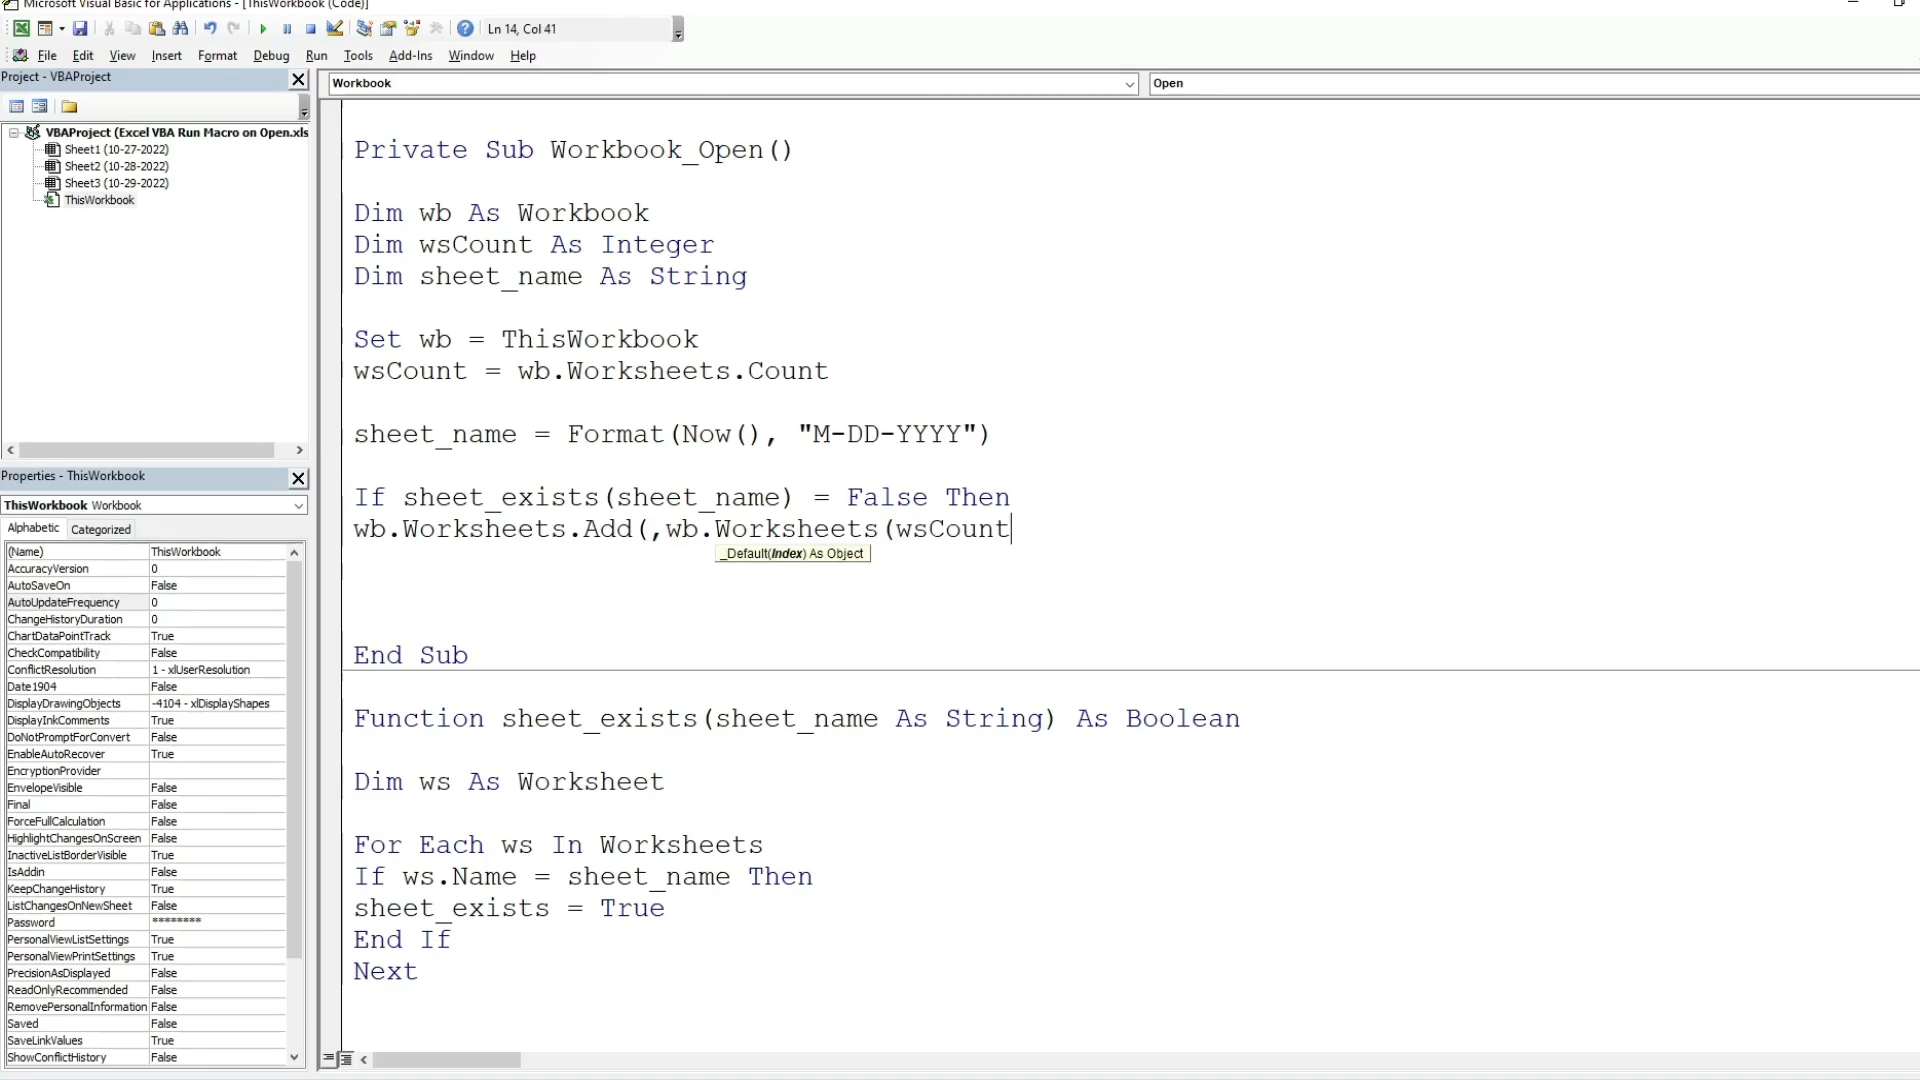 Microsoft Visual Basic for Applications - [ThisWorkbook (Code)]
Ln 14, Col 41
File Edit View Insert Format Debug Run Tools Add-Ins Window Help
Project - VBAProject
Workbook
Open
VBAProject (Excel VBA Run Macro on Open.xls
Sheet1 (10-27-2022)
Sheet2 (10-28-2022)
Sheet3 (10-29-2022)
ThisWorkbook
Properties - ThisWorkbook
ThisWorkbook Workbook
Alphabetic Categorized
(Name) ThisWorkbook
AccuracyVersion 0
AutoSaveOn False
AutoUpdateFrequency 0
ChangeHistoryDuration 0
ChartDataPointTrack True
CheckCompatibility False
ConflictResolution 1 - xlUserResolution
Date1904 False
DisplayDrawingObjects -4104 - xlDisplayShapes
DisplayInkComments True
DoNotPromptForConvert False
EnableAutoRecover True
EncryptionProvider
EnvelopeVisible False
Final False
ForceFullCalculation False
HighlightChangesOnScreen False
InactiveListBorderVisible True
IsAddin False
KeepChangeHistory True
ListChangesOnNewSheet False
Password ********
PersonalViewListSettings True
PersonalViewPrintSettings True
PrecisionAsDisplayed False
ReadOnlyRecommended False
RemovePersonalInformation False
Saved False
SaveLinkValues True
ShowConflictHistory False
Private Sub Workbook_Open()
Dim wb As Workbook
Dim wsCount As Integer
Dim sheet_name As String
Set wb = ThisWorkbook
wsCount = wb.Worksheets.Count
sheet_name = Format(Now(), "M-DD-YYYY")
If sheet_exists(sheet_name) = False Then
wb.Worksheets.Add(,wb.Worksheets(wsCount
_Default(Index) As Object
End Sub
Function sheet_exists(sheet_name As String) As Boolean
Dim ws As Worksheet
For Each ws In Worksheets
If ws.Name = sheet_name Then
sheet_exists = True
End If
Next